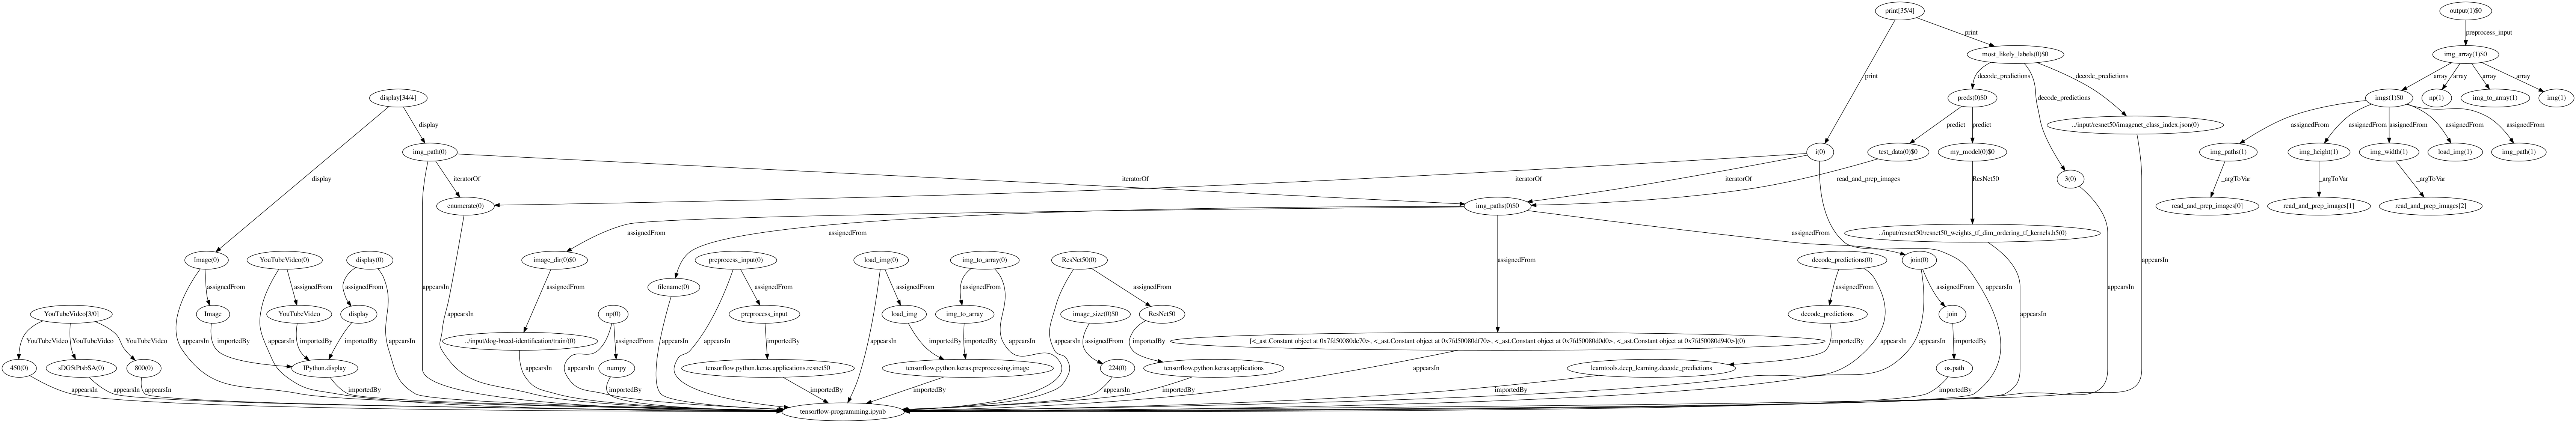 print[35/4]
output(1)$0
print
preprocess_input
most_likely_labels(0)$0
img_array(1)$0
print
decode_predictions
decode_predictions
array
array
array
array
display[34/4]
preds(0)$0
decode_predictions
imgs(1)$0
np(1)
img_to_array(1)
img(1)
display
predict
predict
../input/resnet50/imagenet_class_index.json(0)
assignedFrom
assignedFrom
assignedFrom
assignedFrom
assignedFrom
img_path(0)
i(0)
test_data(0)$0
my_model(0)$0
img_paths(1)
img_height(1)
img_width(1)
load_img(1)
img_path(1)
display
iteratorOf
iteratorOf
iteratorOf
iteratorOf
read_and_prep_images
ResNet50
3(0)
_argToVar
_argToVar
_argToVar
enumerate(0)
img_paths(0)$0
read_and_prep_images[0]
read_and_prep_images[1]
read_and_prep_images[2]
assignedFrom
assignedFrom
assignedFrom
../input/resnet50/resnet50_weights_tf_dim_ordering_tf_kernels.h5(0)
Image(0)
YouTubeVideo(0)
display(0)
image_dir(0)$0
preprocess_input(0)
load_img(0)
img_to_array(0)
ResNet50(0)
assignedFrom
decode_predictions(0)
join(0)
appearsIn
assignedFrom
assignedFrom
assignedFrom
appearsIn
assignedFrom
filename(0)
assignedFrom
assignedFrom
assignedFrom
assignedFrom
assignedFrom
assignedFrom
appearsIn
appearsIn
YouTubeVideo[3/0]
Image
YouTubeVideo
display
appearsIn
np(0)
preprocess_input
load_img
img_to_array
image_size(0)$0
ResNet50
decode_predictions
join
appearsIn
YouTubeVideo
YouTubeVideo
YouTubeVideo
appearsIn
importedBy
appearsIn
importedBy
importedBy
appearsIn
../input/dog-breed-identification/train/(0)
assignedFrom
appearsIn
appearsIn
importedBy
appearsIn
importedBy
importedBy
appearsIn
appearsIn
assignedFrom
importedBy
[<_ast.Constant object at 0x7fd50080dc70>, <_ast.Constant object at 0x7fd50080df70>, <_ast.Constant object at 0x7fd50080d0d0>, <_ast.Constant object at 0x7fd50080d940>](0)
importedBy
appearsIn
appearsIn
importedBy
450(0)
sDG5tPtsbSA(0)
800(0)
IPython.display
appearsIn
appearsIn
numpy
tensorflow.python.keras.applications.resnet50
tensorflow.python.keras.preprocessing.image
224(0)
tensorflow.python.keras.applications
appearsIn
learntools.deep_learning.decode_predictions
os.path
appearsIn
appearsIn
appearsIn
importedBy
importedBy
importedBy
importedBy
appearsIn
importedBy
importedBy
importedBy
tensorflow-programming.ipynb